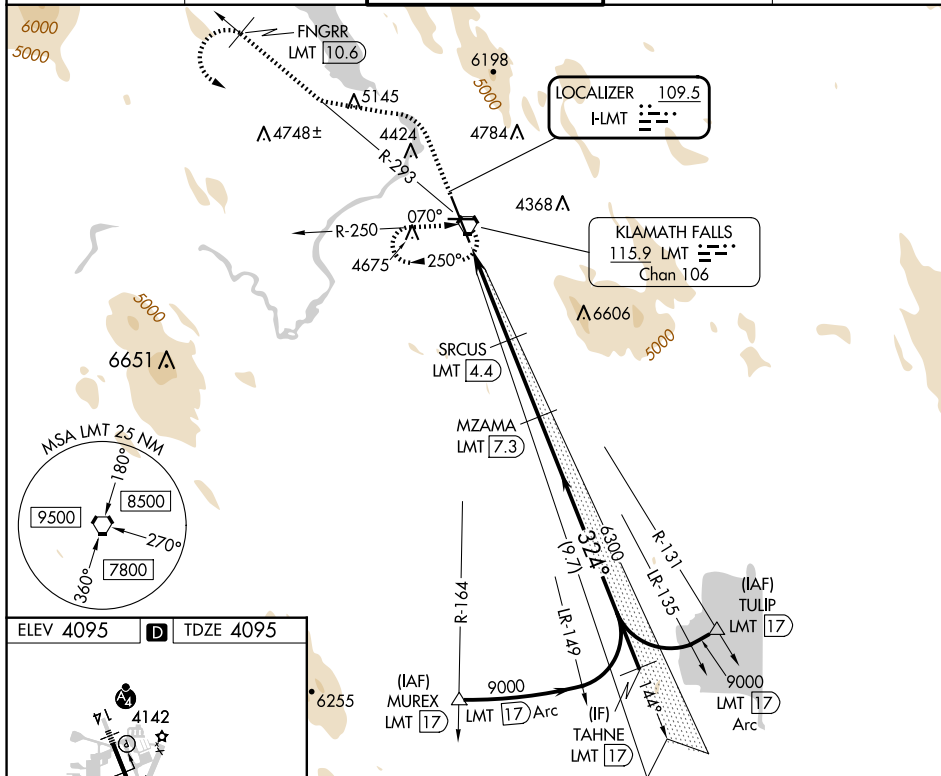 6000
5000
FNGRR
LMT 10.6
6198
5000
LOCALIZER 109.5
I-LMT
5145
4748±
4424
4784
R-293
4368
KLAMATH FALLS
115.9 LMT
Chan 106
R-250
070°
4675
250°
6606
5000
5000
6651
SRCUS
LMT 4.4
MZAMA
LMT 7.3
MSA LMT 25 NM
180°
9500
8500
270°
7800
360°
324°
6300
(9.7)
R-131
LR-135
R-164
LR-149
(IAF)
TULIP
LMT 17
9000
LMT 17
Arc
ELEV 4095
D
TDZE 4095
6255
(IAF)
MUREX
LMT 17
9000
LMT 17 Arc
(IF)
TAHNE
LMT 17
144°
A4
14
4142